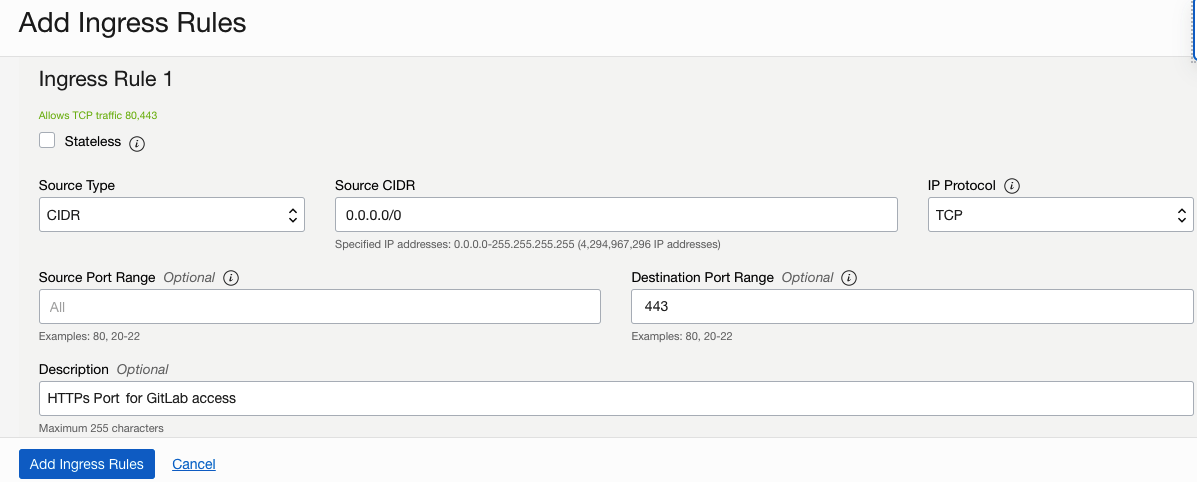 Add Ingress Rules
Ingress Rule 1
Allows TCP traffic 80,443
Stateless i
Source Type
CIDR
Source CIDR
0.0.0.0/0
Specified IP addresses: 0.0.0.0-255.255.255.255 (4,294,967,296 IP addresses)
IP Protocol i
TCP
Source Port Range Optional i
All
Examples: 80, 20-22
Destination Port Range Optional i
443
Examples: 80, 20-22
Description Optional
HTTPs Port for GitLab access
Maximum 255 characters
Add Ingress Rules Cancel